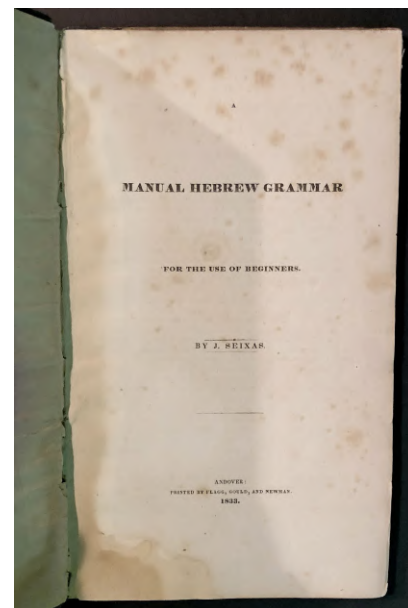 A
MANUAL HEBREW GRAMMAR
FOR THE USE OF BEGINNERS.
BY J. SEIXAS.
ANDOVER:
PRINTED BY FLAGG, GOULD, AND NEWMAN.
1833.